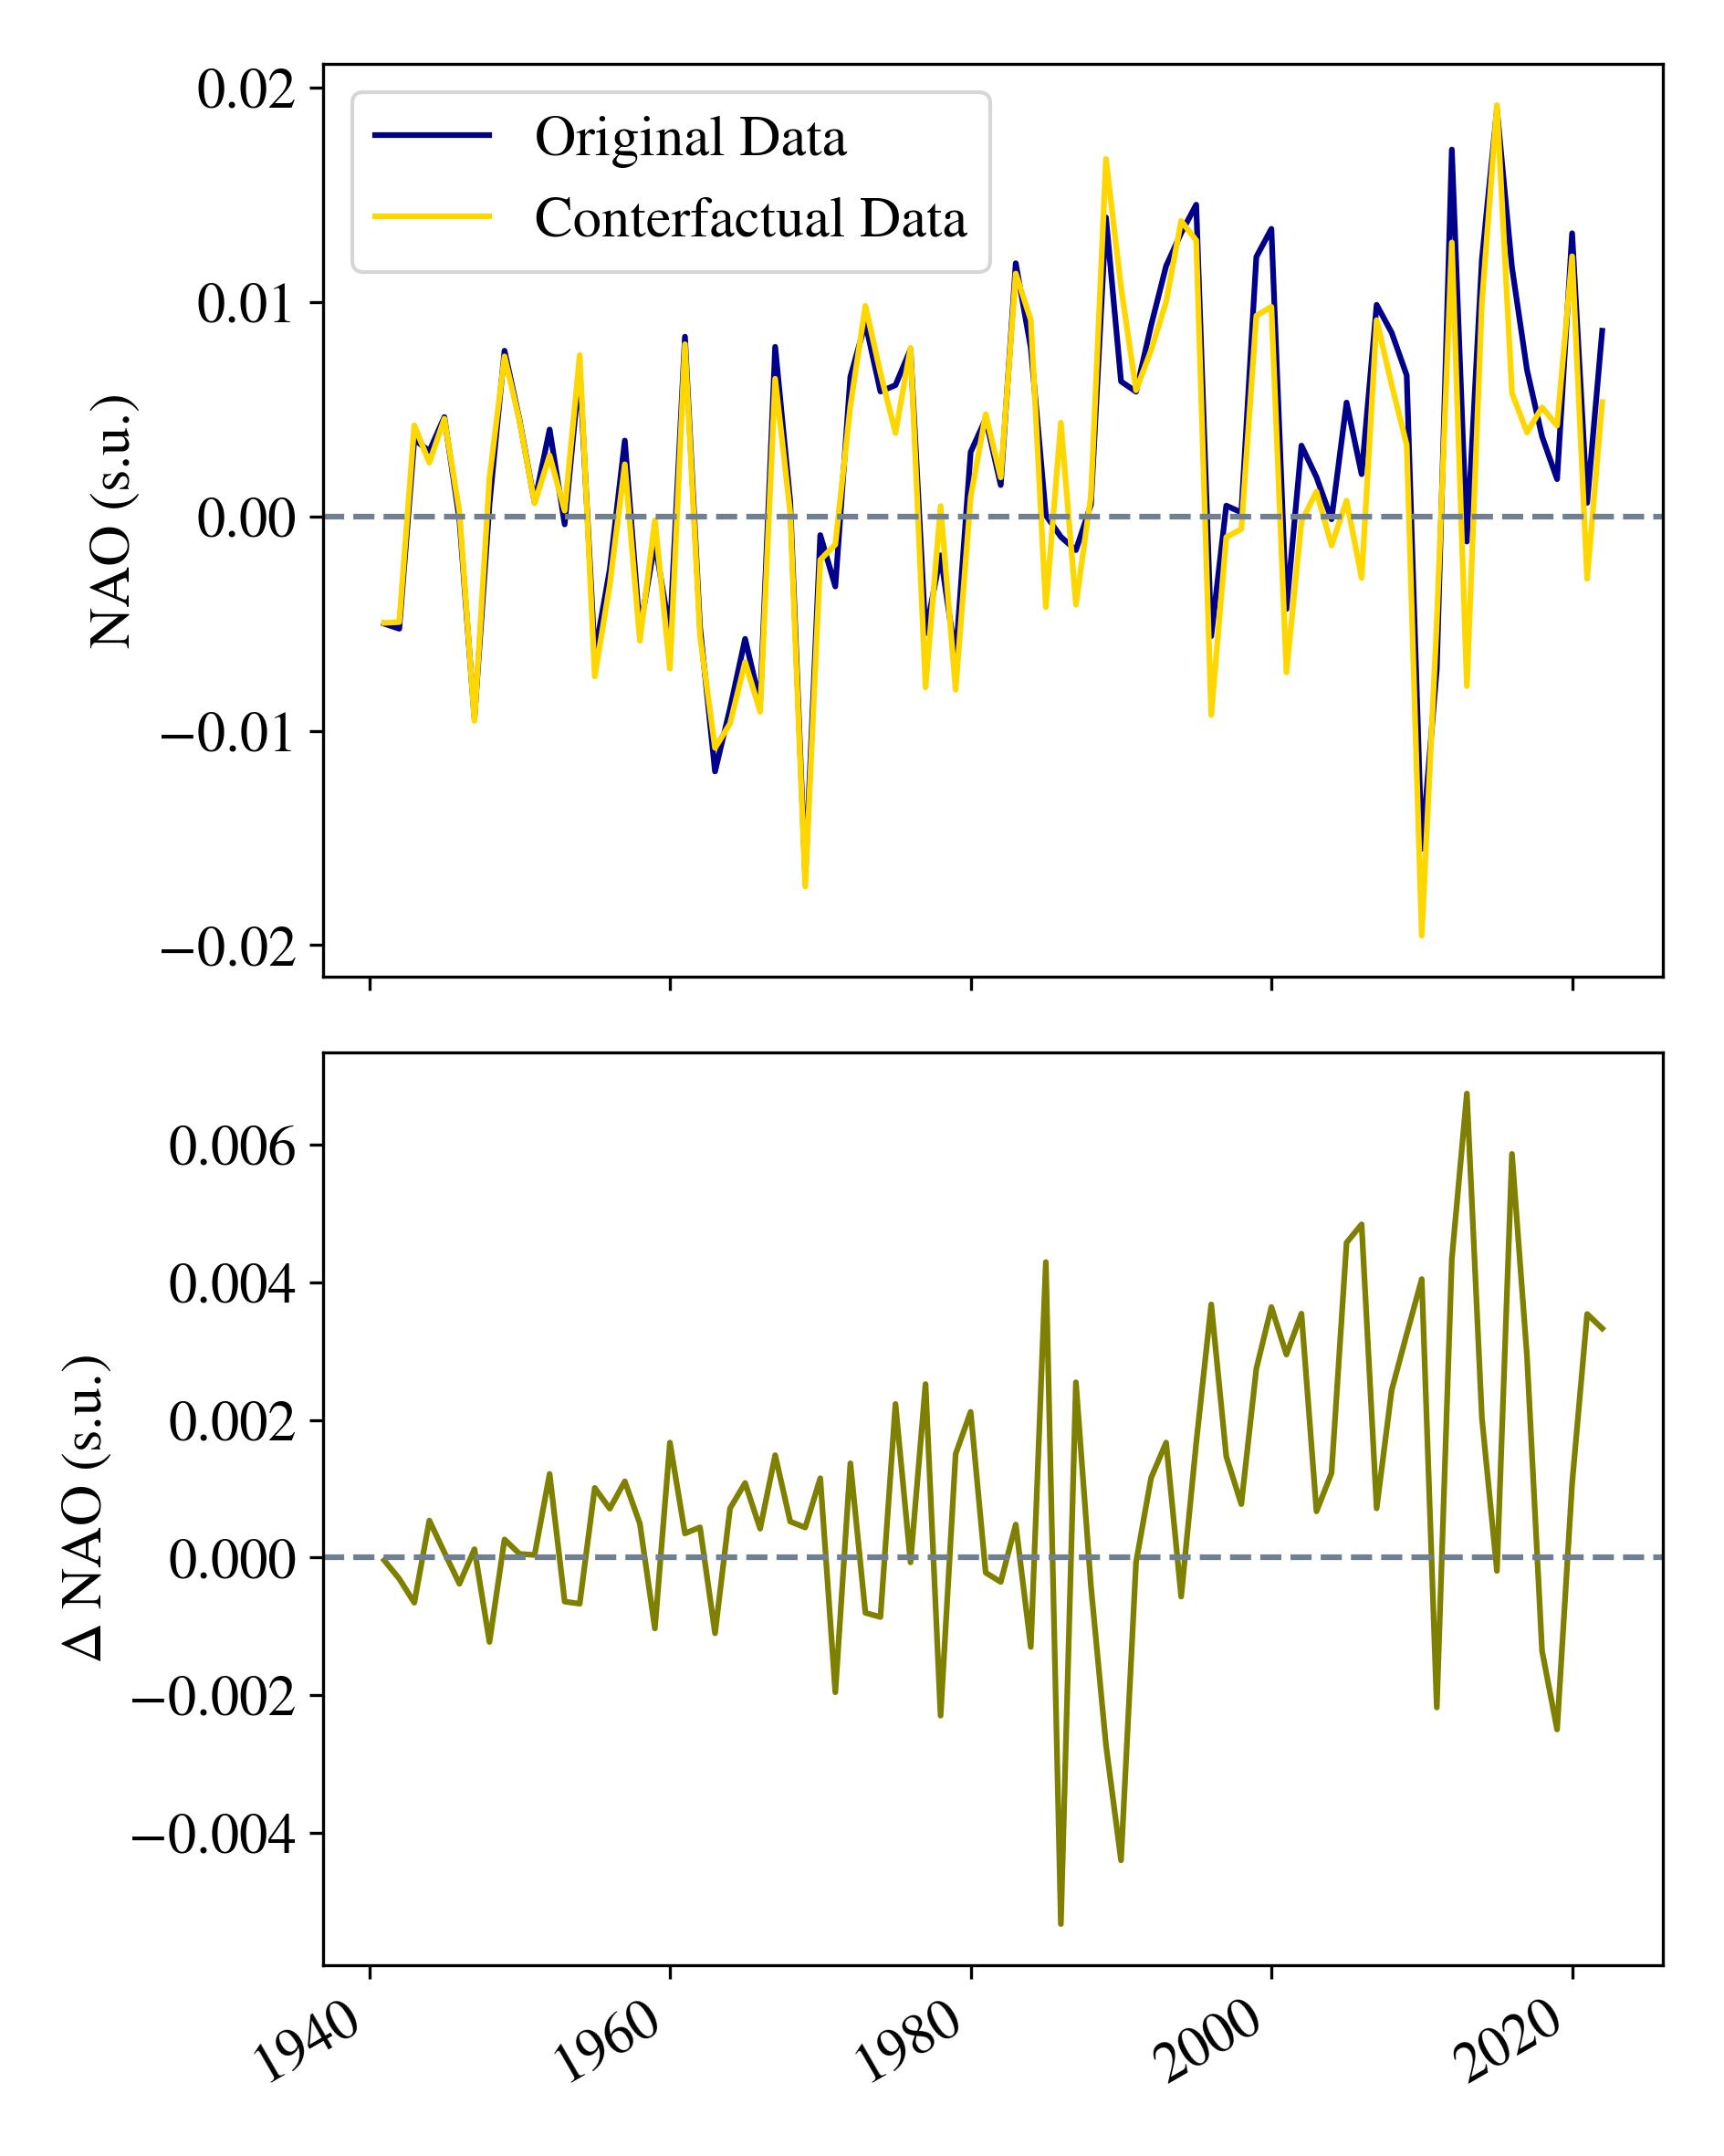 0.02
0.01
0.00
−0.01
−0.02
NAO (s.u.)
Original Data
Conterfactual Data
0.006
0.004
0.002
0.000
−0.002
−0.004
Δ NAO (s.u.)
1940 1960 1980 2000 2020